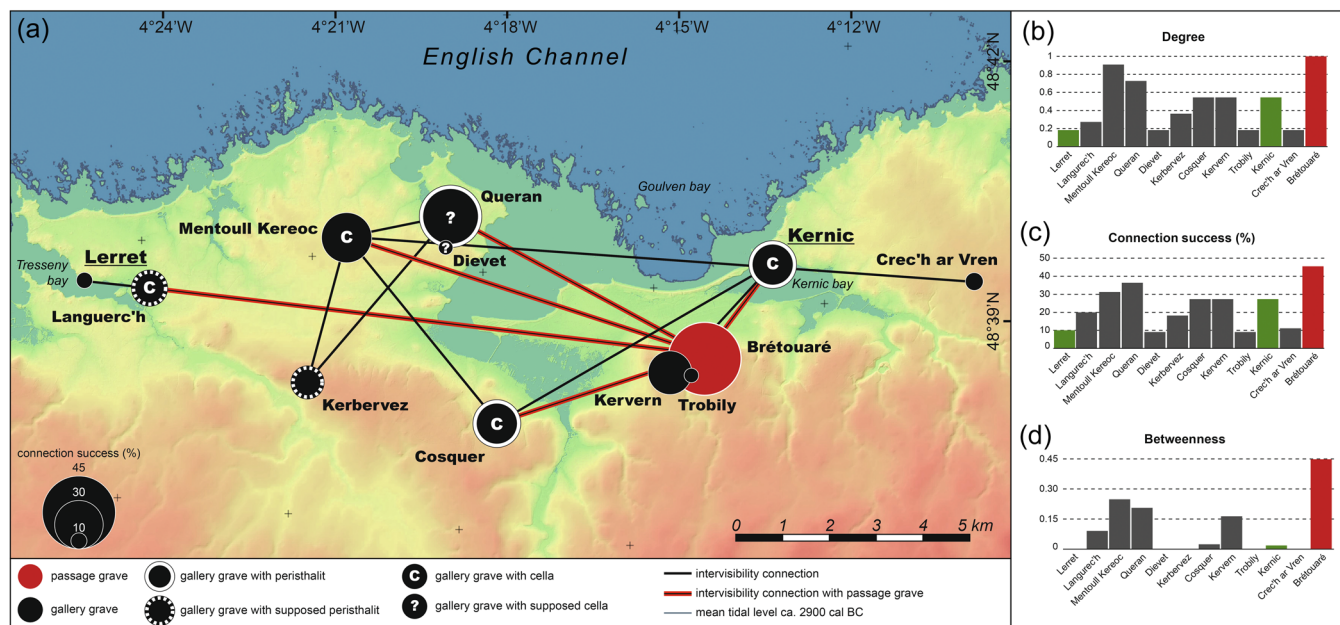 (a)
4°24'W
4°21'W
4°18'W
4°15'W
4°12'W
English Channel
48°42'N
48°39'N
Queran
?
Mentoull Kereoc
C
?
Dievet
Goulven bay
Kernic
C
Kernic bay
Crec'h ar Vren
Tresseny
bay
Lerret
C
Languerc'h
Brétouaré
Kervern
Trobily
Kerbervez
C
Cosquer
connection success (%)
45
30
10
0 1 2 3 4 5 km
passage grave
gallery grave
gallery grave with peristhalit
gallery grave with supposed peristhalit
C gallery grave with cella
? gallery grave with supposed cella
intervisibility connection
intervisibility connection with passage grave
mean tidal level ca. 2900 cal BC
(b)
Degree
1
0.8
0.6
0.4
0.2
0
Lerret
Langurec'h
Mentoull Kereoc
Queran
Dievet
Kerbervez
Cosquer
Kervern
Trobily
Kernic
Crec'h ar Vren
Brétouaré
(c)
Connection success (%)
50
40
30
20
10
0
Lerret
Langurec'h
Mentoull Kereoc
Queran
Dievet
Kerbervez
Cosquer
Kervern
Trobily
Kernic
Crec'h ar Vren
Brétouaré
(d)
Betweenness
0.45
0.30
0.15
0
Lerret
Langurec'h
Mentoull Kereoc
Queran
Dievet
Kerbervez
Cosquer
Kervern
Trobily
Kernic
Crec'h ar Vren
Brétouaré